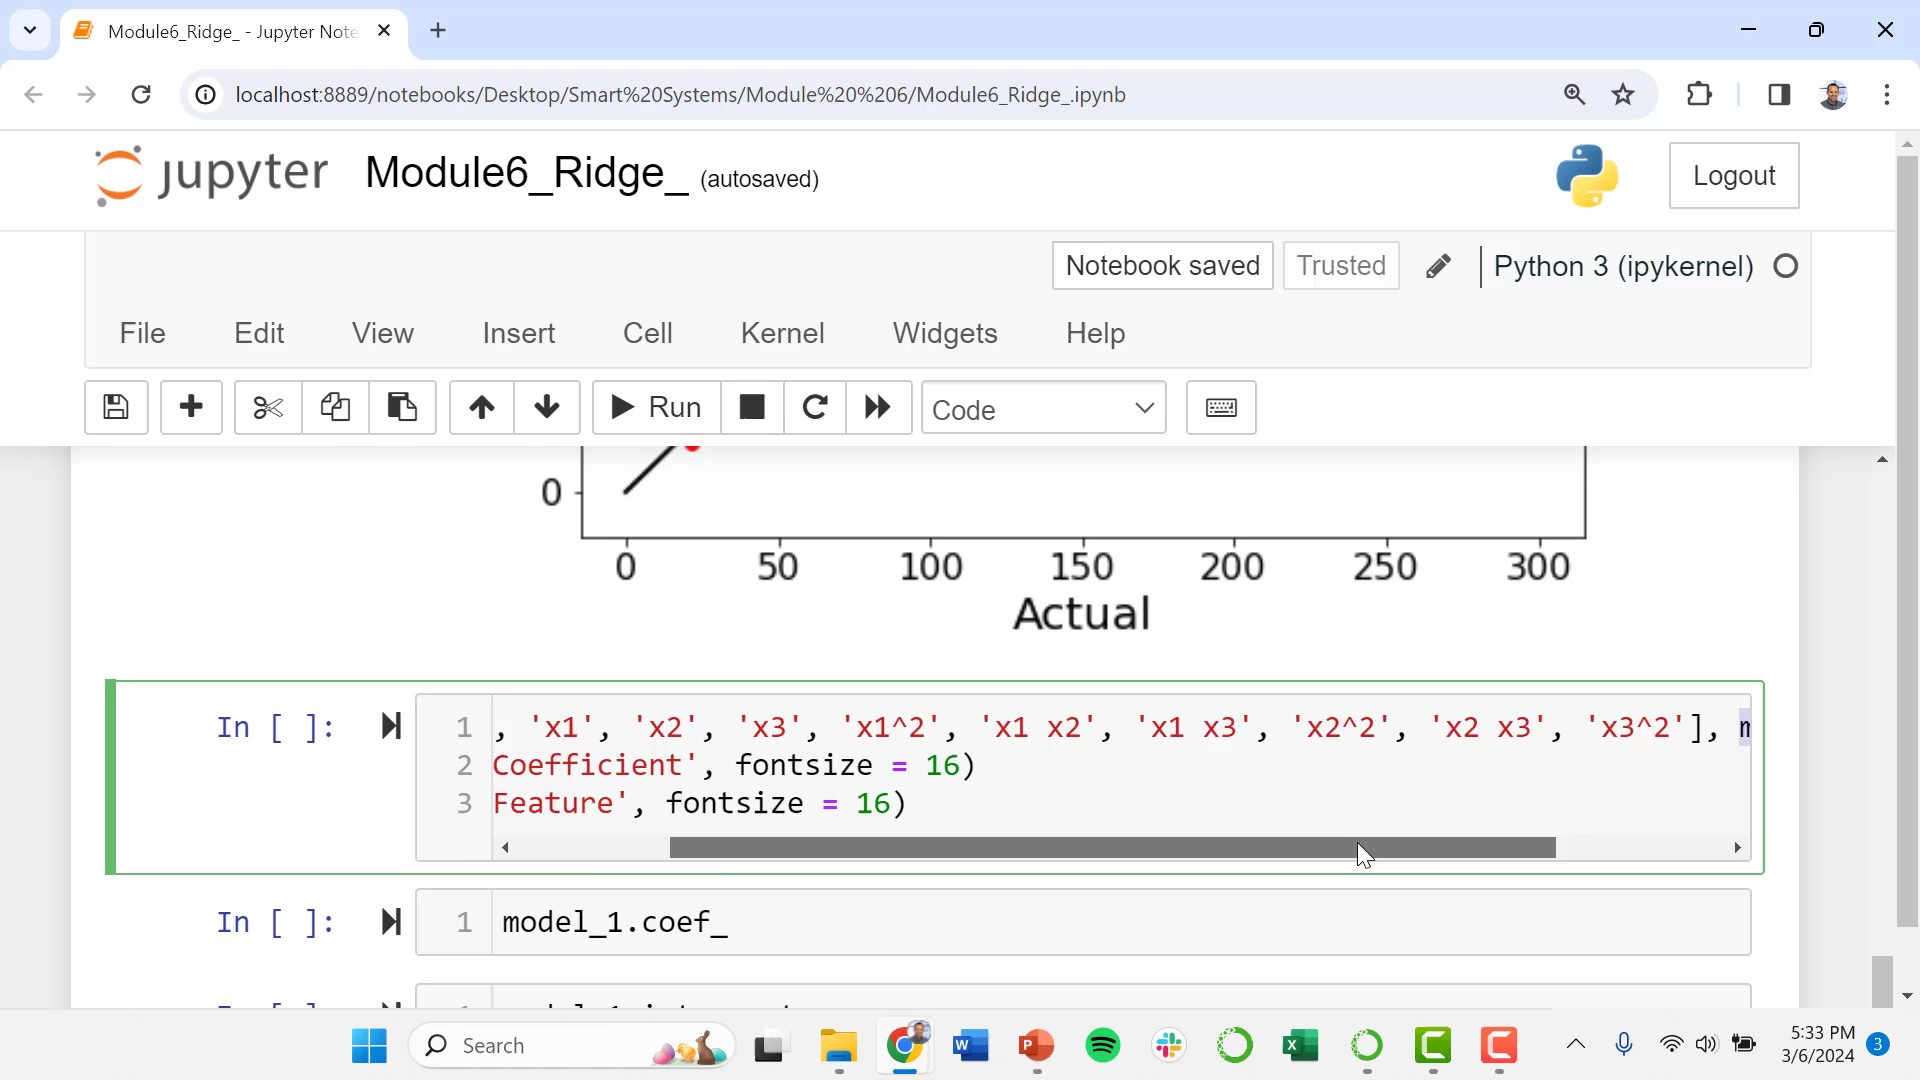 Module6_Ridge_ - Jupyter Note
localhost:8889/notebooks/Desktop/Smart%20Systems/Module%20%206/Module6_Ridge_.ipynb
jupyter Module6_Ridge_ (autosaved)
Logout
Notebook saved Trusted Python 3 (ipykernel)
File Edit View Insert Cell Kernel Widgets Help
Run Code
0
0 50 100 150 200 250 300
Actual
In [ ]: 1 , 'x1', 'x2', 'x3', 'x1^2', 'x1 x2', 'x1 x3', 'x2^2', 'x2 x3', 'x3^2'],
2 Coefficient', fontsize = 16)
3 Feature', fontsize = 16)
In [ ]: 1 model_1.coef_
Search
W
P
X
5:33 PM
3/6/2024
3